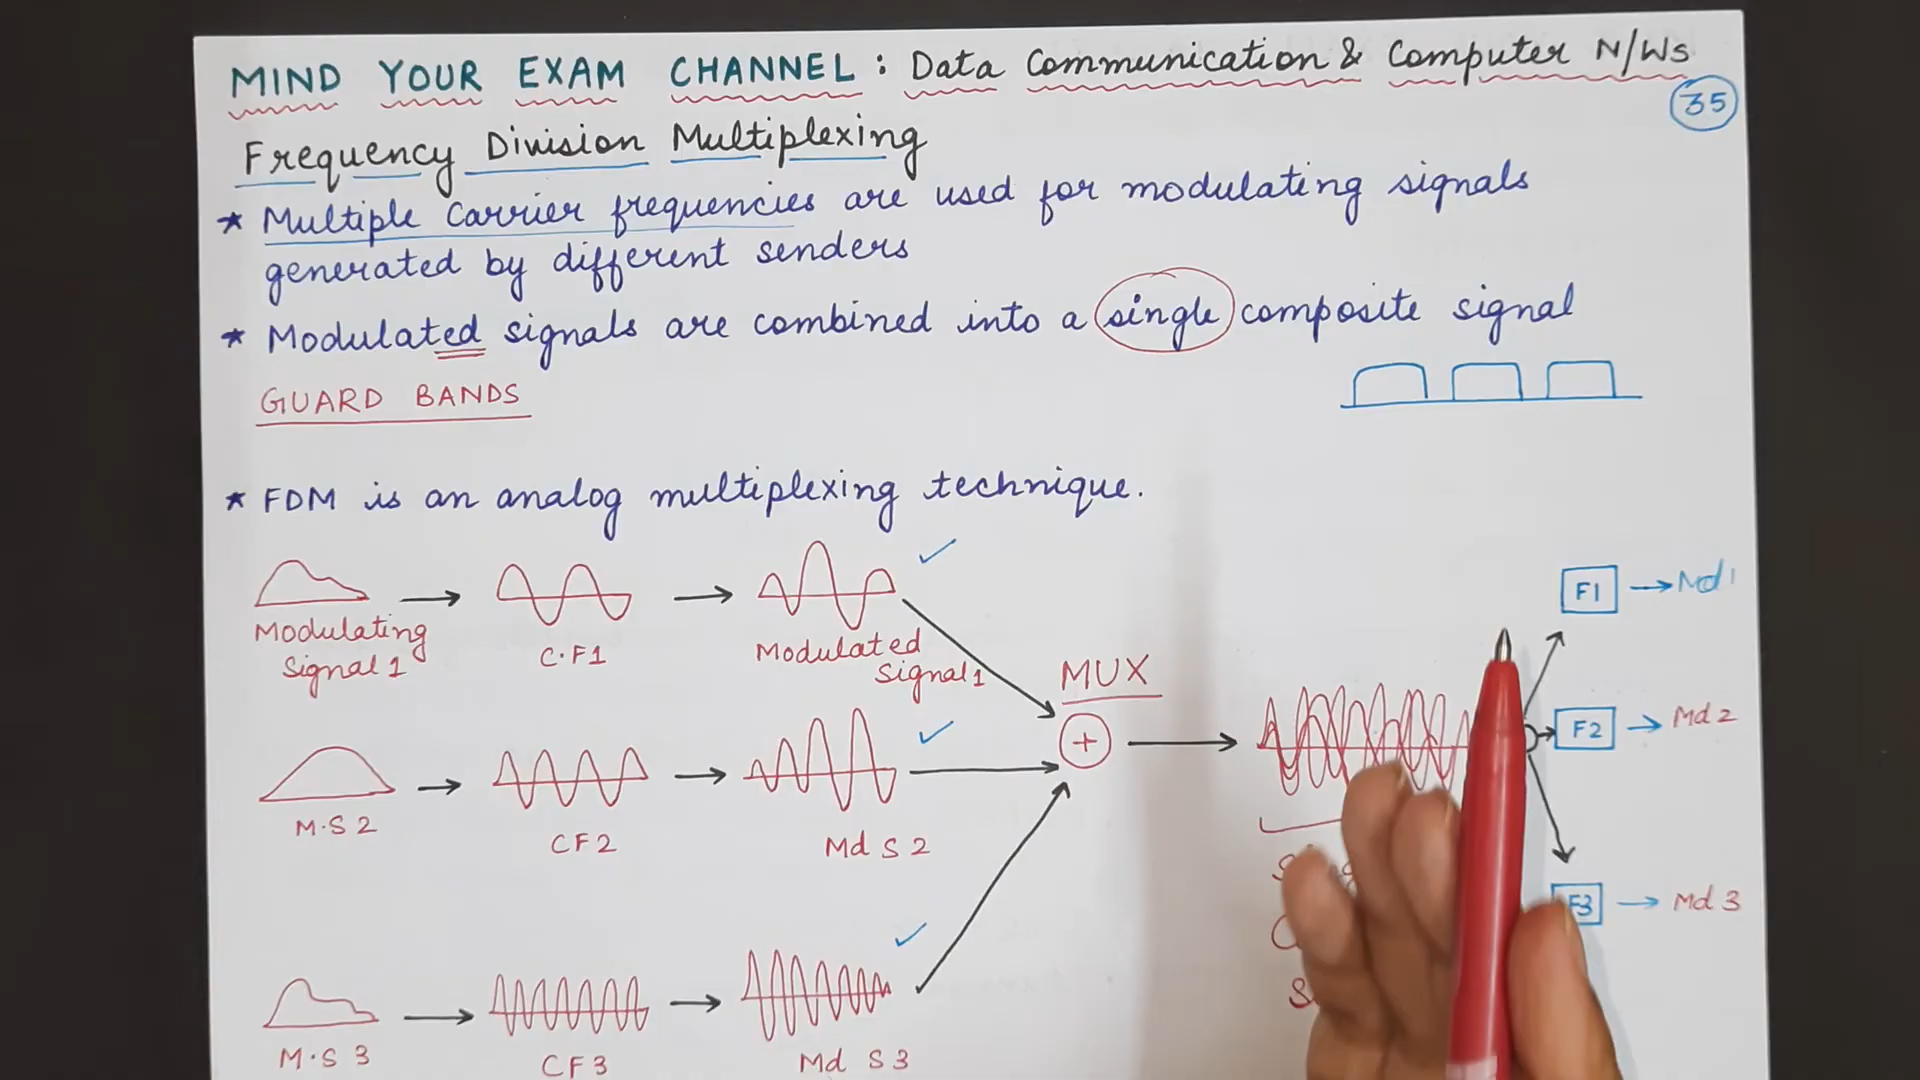 MIND YOUR EXAM CHANNEL : Data Communication & Computer N/Ws
35
Frequency Division Multiplexing
* Multiple Carrier frequencies are used for modulating signals
generated by different senders
* Modulated signals are combined into a single composite signal
GUARD BANDS
* FDM is an analog multiplexing technique.
Modulating
Signal 1
C.F1
Modulated
Signal 1
MUX
+
F1
Md 1
F2
Md 2
M.S 2
CF2
Md S 2
F3
Md 3
M.S 3
CF3
Md S 3